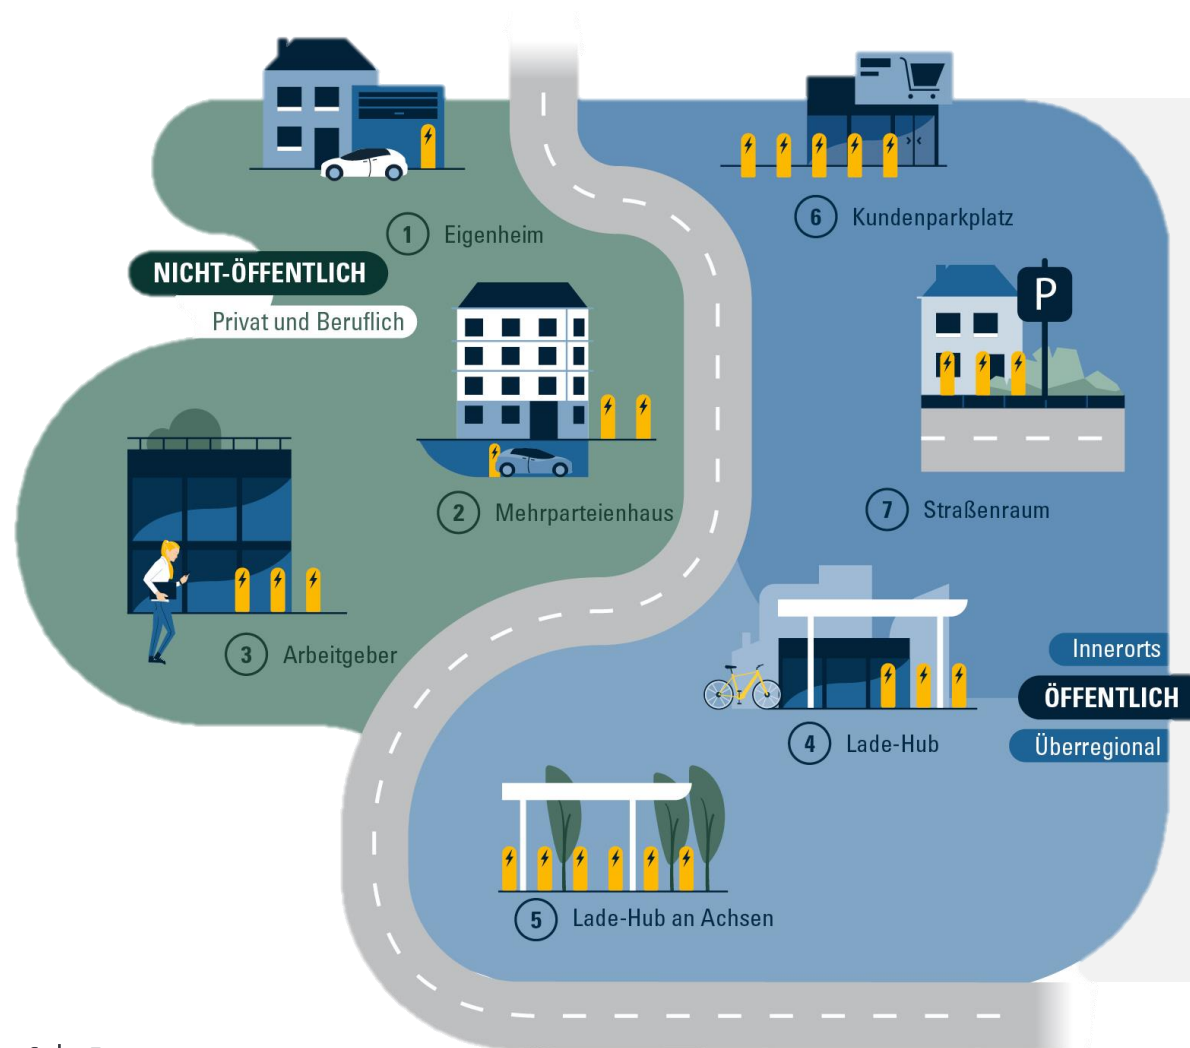 1 Eigenheim
NICHT-ÖFFENTLICH
Privat und Beruflich
2 Mehrparteienhaus
3 Arbeitgeber
6 Kundenparkplatz
P
7 Straßenraum
Innerorts
ÖFFENTLICH
Überregional
4 Lade-Hub
5 Lade-Hub an Achsen